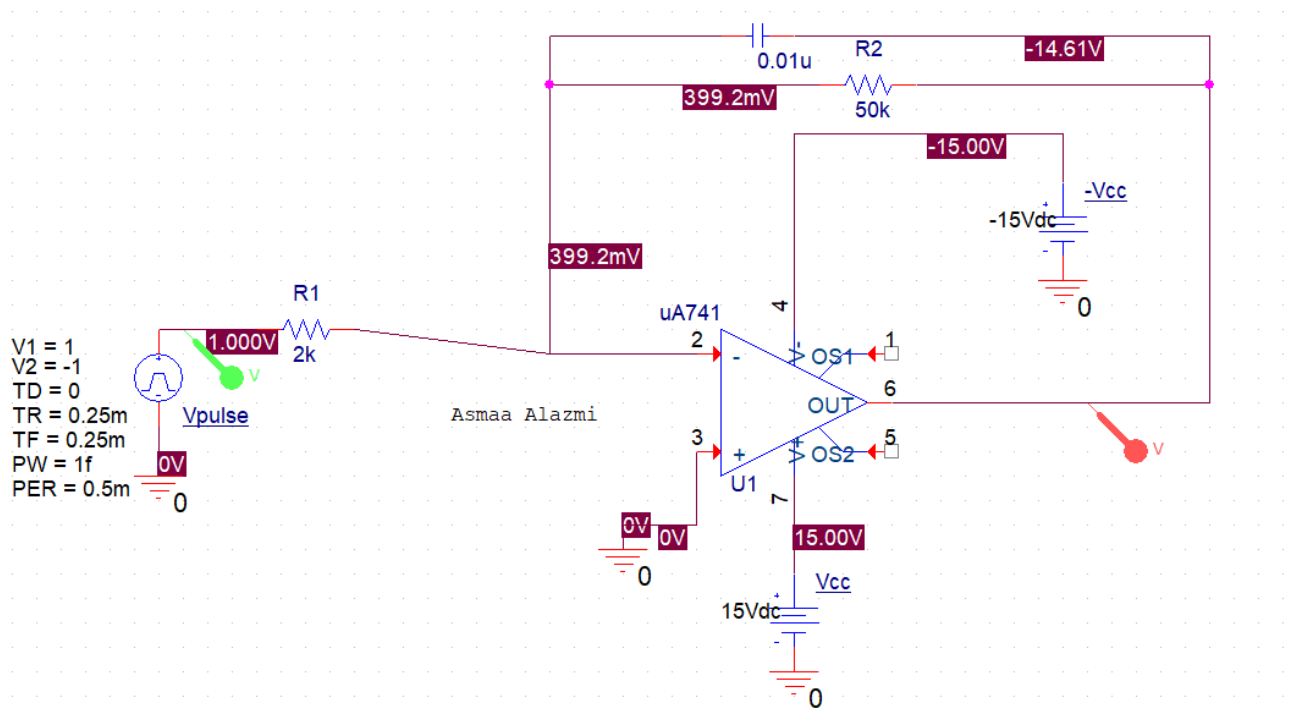 0.01u
-14.61V
R2
399.2mV
50k
-15.00V
-Vcc
-15Vdc
+
-
0
399.2mV
R1
1.000V
2k
V
V1 = 1
V2 = -1
TD = 0
TR = 0.25m
TF = 0.25m
PW = 1f
PER = 0.5m
+
-
Vpulse
0V
0
Asmaa Alazmi
uA741
4
2
-
V-
OS1
1
6
OUT
3
+
V+
OS2
5
U1
7
V
0V
0V
0
15.00V
Vcc
15Vdc
+
-
0